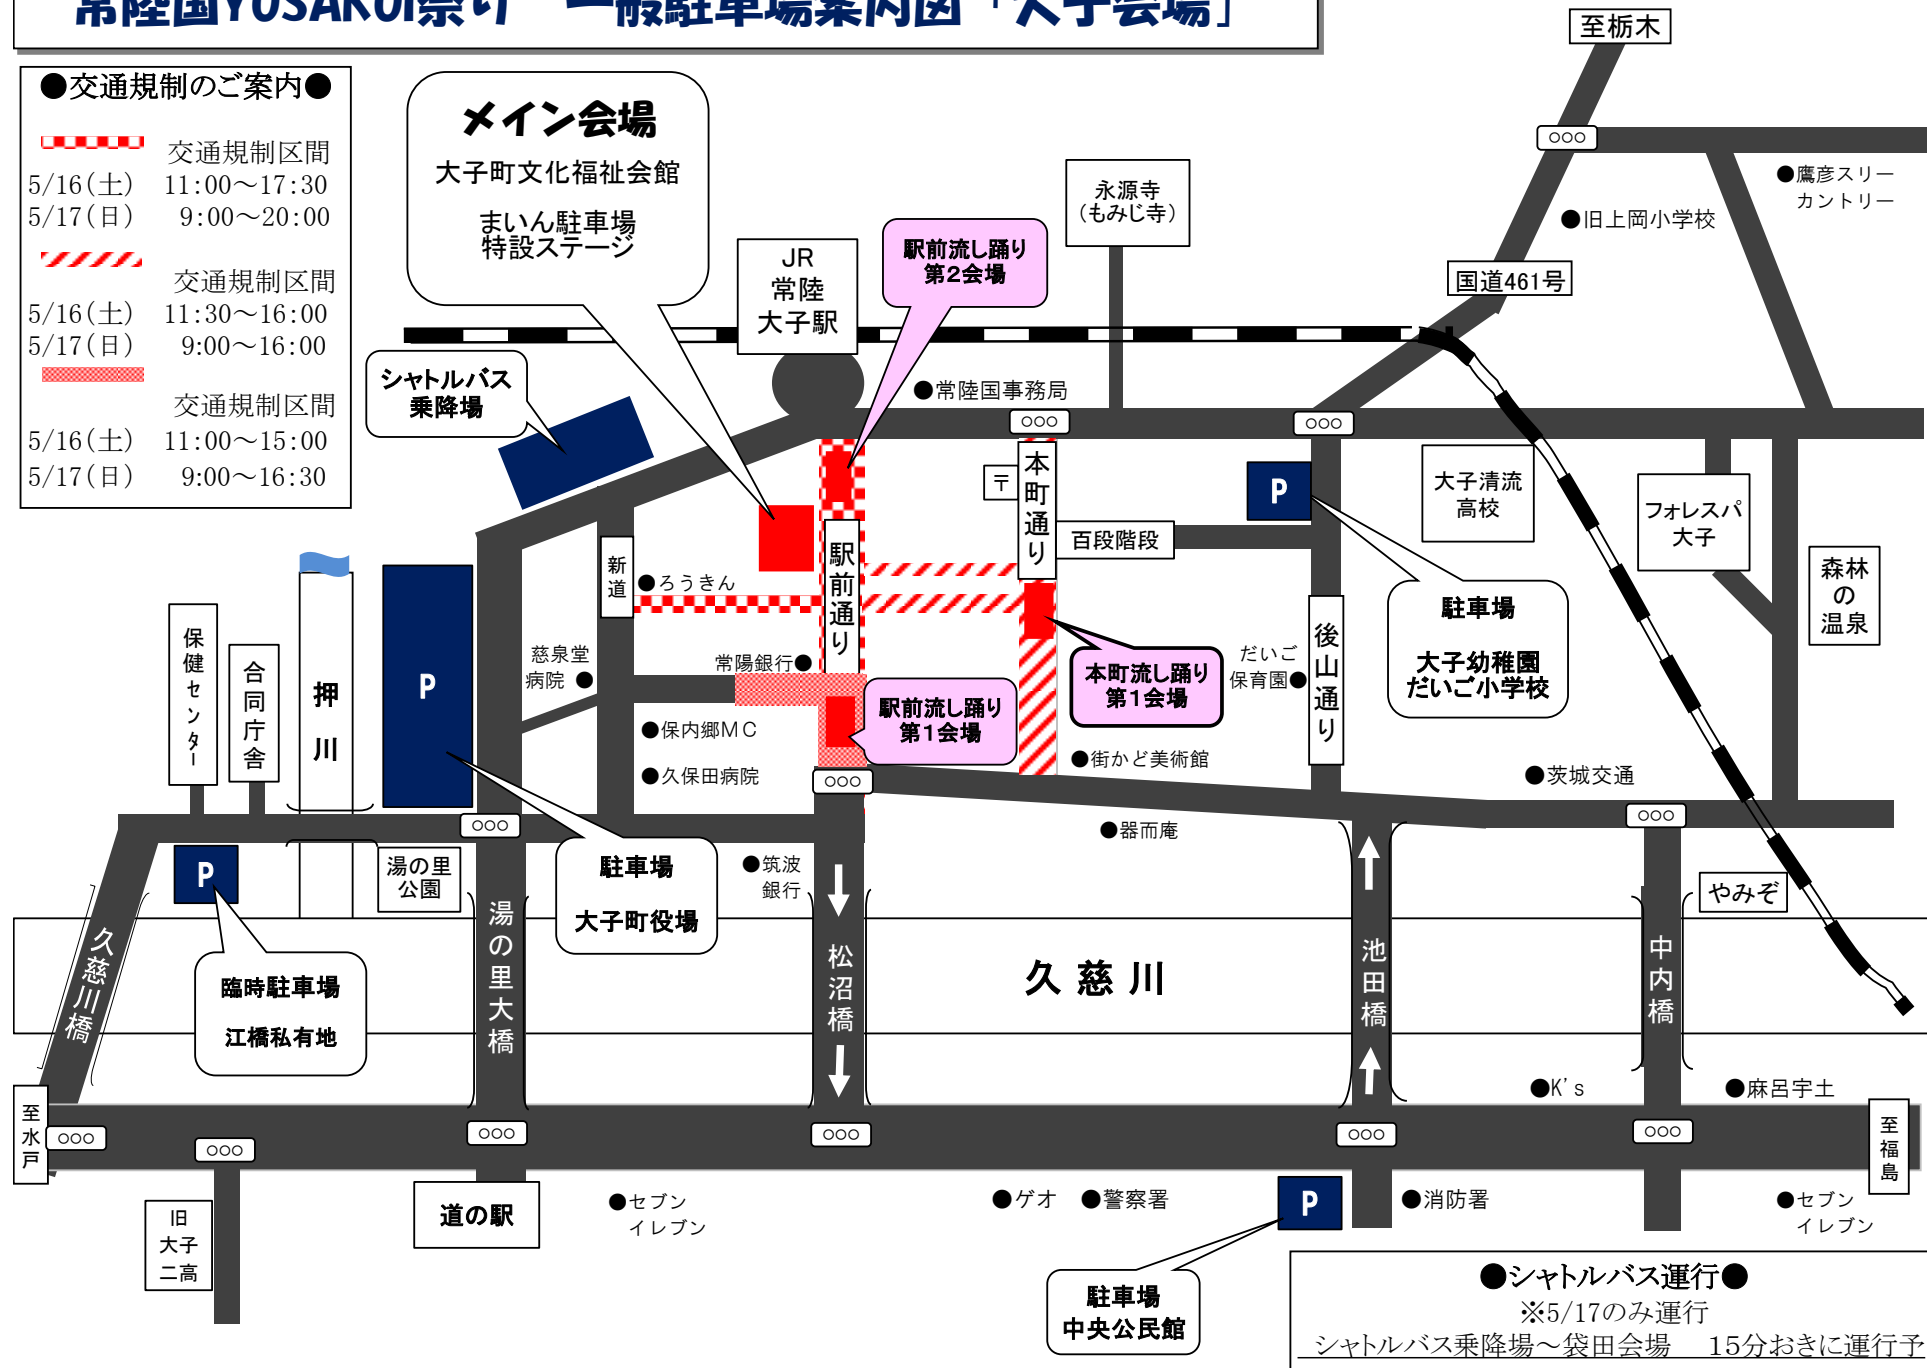 常陸国YOSAKOI祭り　一般駐車場案内図「大子会場」
●交通規制のご案内●
交通規制区間
5/16(土)　11:00～17:30
5/17(日)　9:00～20:00
交通規制区間
5/16(土)　11:30～16:00
5/17(日)　9:00～16:00
交通規制区間
5/16(土)　11:00～15:00
5/17(日)　9:00～16:30
メイン会場
大子町文化福祉会館
まいん駐車場
特設ステージ
JR
常陸
大子駅
駅前流し踊り
第2会場
永源寺
(もみじ寺)
至栃木
○○○
●鷹彦スリー
カントリー
●旧上岡小学校
国道461号
シャトルバス
乗降場
●常陸国事務局
○○○
○○○
〒
本町通り
百段階段
P
大子清流
高校
フォレスパ
大子
森林
の
温泉
駐車場
大子幼稚園
だいご小学校
新道
●ろうきん
駅前通り
慈泉堂
病院 ●
常陽銀行●
●保内郷MC
●久保田病院
駅前流し踊り
第1会場
本町流し踊り
第1会場
だいご
保育園●
後山通り
●街かど美術館
●茨城交通
保健センター
合同庁舎
押川
P
○○○
○○○
○○○
●器而庵
P
湯の里
公園
駐車場
大子町役場
●筑波
銀行
やみぞ
久慈川橋
臨時駐車場
江橋私有地
湯の里大橋
松沼橋
久慈川
池田橋
中内橋
●K's
●麻呂宇土
至水戸
○○○
○○○
○○○
○○○
○○○
○○○
至福島
旧
大子
二高
道の駅
●セブン
イレブン
●ゲオ
●警察署
P
●消防署
●セブン
イレブン
駐車場
中央公民館
●シャトルバス運行●
※5/17のみ運行
シャトルバス乗降場～袋田会場　15分おきに運行予